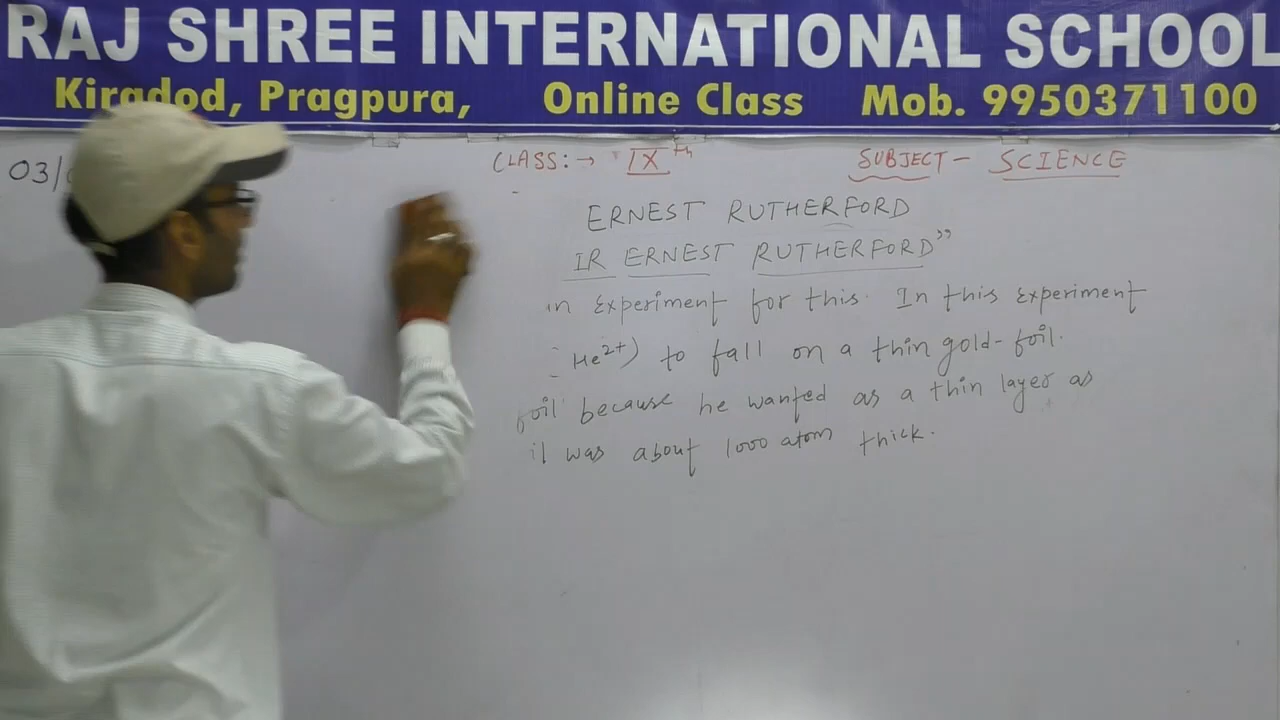 RAJ SHREE INTERNATIONAL SCHOOL
Kiradod, Pragpura, Online Class Mob. 9950371100
03/
CLASS:→ IXth SUBJECT - SCIENCE
ERNEST RUTHERFORD
IR ERNEST RUTHERFORD”
in Experiment for this. In this Experiment
He2+) to fall on a thin gold-foil.
foil because he wanted as a thin layer as
it was about 1000 atom thick.